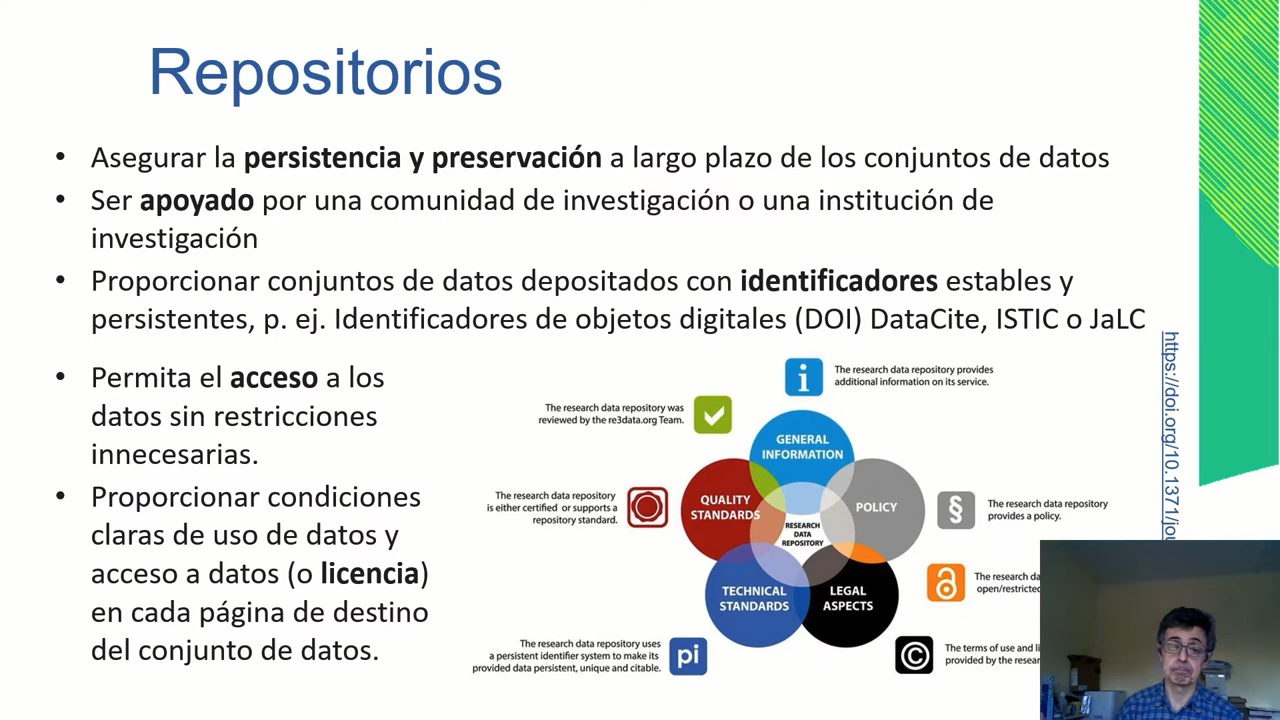 Repositorios
• Asegurar la persistencia y preservación a largo plazo de los conjuntos de datos
• Ser apoyado por una comunidad de investigación o una institución de
investigación
• Proporcionar conjuntos de datos depositados con identificadores estables y
persistentes, p. ej. Identificadores de objetos digitales (DOI) DataCite, ISTIC o JaLC
• Permita el acceso a los
datos sin restricciones
innecesarias.
• Proporcionar condiciones
claras de uso de datos y
acceso a datos (o licencia)
en cada página de destino
del conjunto de datos.
The research data repository provides
additional information on its service.
The research data repository was
reviewed by the re3data.org Team.
GENERAL
INFORMATION
The research data repository
is either certified or supports a
repository standard.
QUALITY
STANDARDS
POLICY
§
The research data repository
provides a policy.
RESEARCH
DATA
REPOSITORY
TECHNICAL
STANDARDS
LEGAL
ASPECTS
The research da
open/restricted
The research data repository uses
a persistent identifier system to make its
provided data persistent, unique and citable.
pi
©
The terms of use and li
provided by the resear
https://doi.org/10.1371/jou